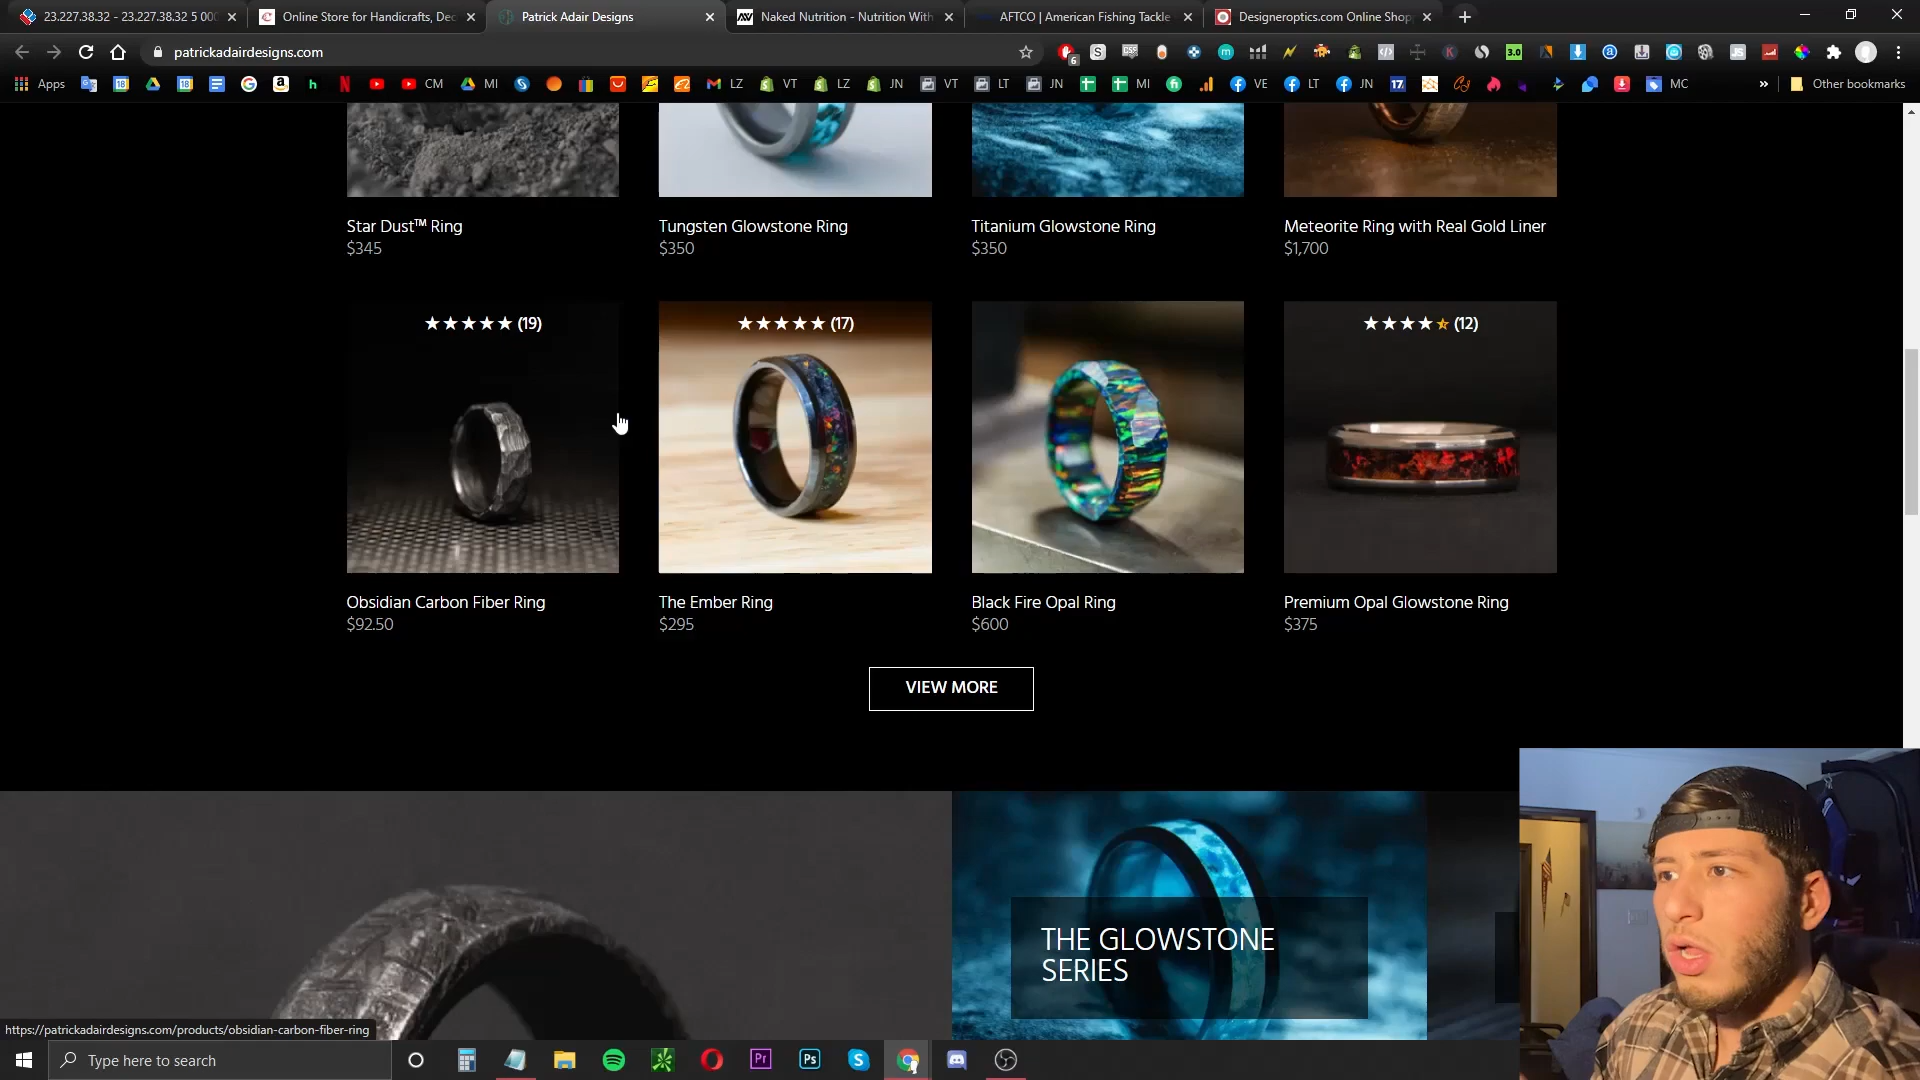 23.227.38.32 - 23.227.38.32 5 000
Online Store for Handicrafts, Dec
Patrick Adair Designs
Naked Nutrition - Nutrition With
AFTCO | American Fishing Tackle
Designeroptics.com Online Shop
patrickadairdesigns.com
Apps
CM
MI
LZ
VT
LZ
JN
VT
LT
JN
MI
VE
LT
JN
MC
Other bookmarks
Star Dust™ Ring
$345
Tungsten Glowstone Ring
$350
Titanium Glowstone Ring
$350
Meteorite Ring with Real Gold Liner
$1,700
(19)
(17)
(12)
Obsidian Carbon Fiber Ring
$92.50
The Ember Ring
$295
Black Fire Opal Ring
$600
Premium Opal Glowstone Ring
$375
VIEW MORE
THE GLOWSTONE
SERIES
https://patrickadairdesigns.com/products/obsidian-carbon-fiber-ring
Type here to search
Pr
Ps